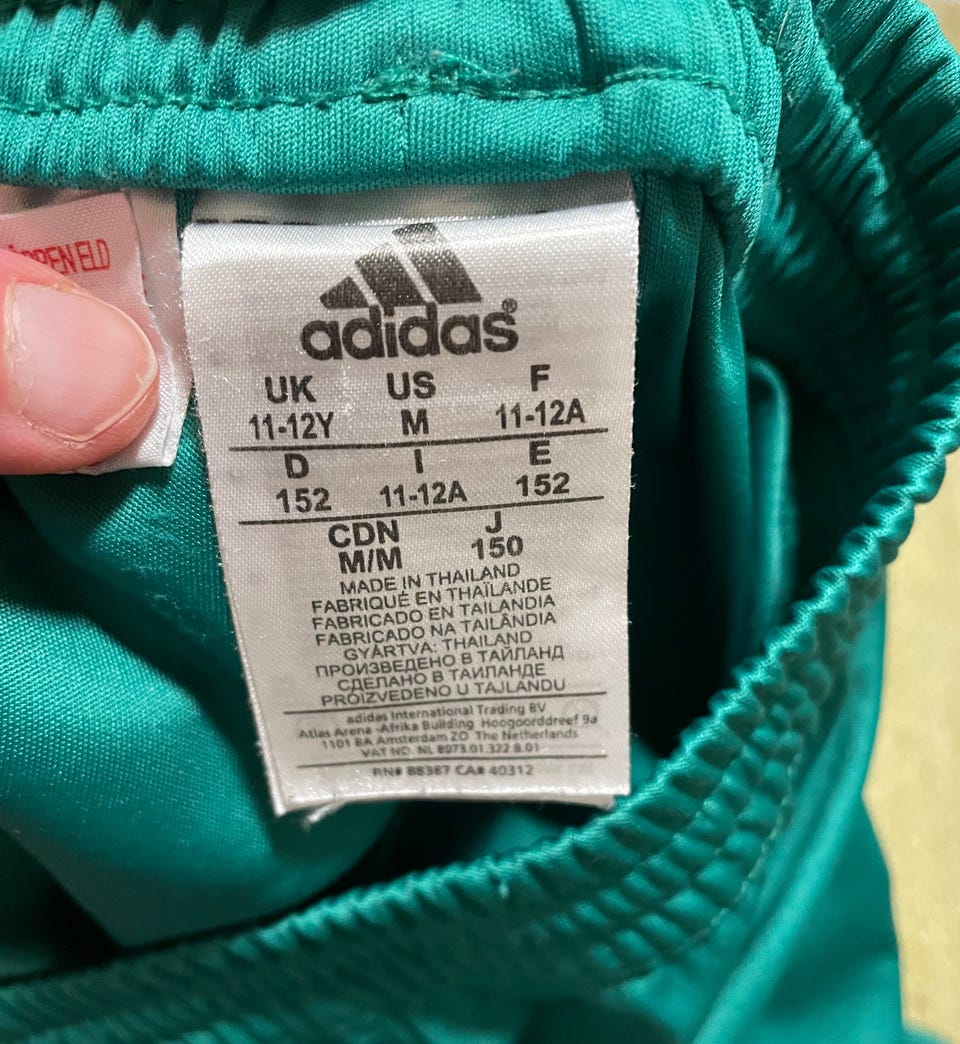 PPEN ELD
adidas®
UK US F
11-12Y M 11-12A
D I E
152 11-12A 152
CDN J
M/M 150
MADE IN THAILAND
FABRIQUÉ EN THAÏLANDE
FABRICADO EN TAILANDIA
FABRICADO NA TAILÂNDIA
GYÁRTVA: THAILAND
ПРОИЗВЕДЕНО В ТАЙЛАНД
СДЕЛАНО В ТАИЛАНДЕ
PROIZVEDENO U TAJLANDU
adidas International Trading BV
Atlas Arena -Afrika Building Hoogoorddreef 9a
1101 BA Amsterdam ZO The Netherlands
VAT NO. NL 8073.01.322 B.01
RN# 88387 CA# 40312